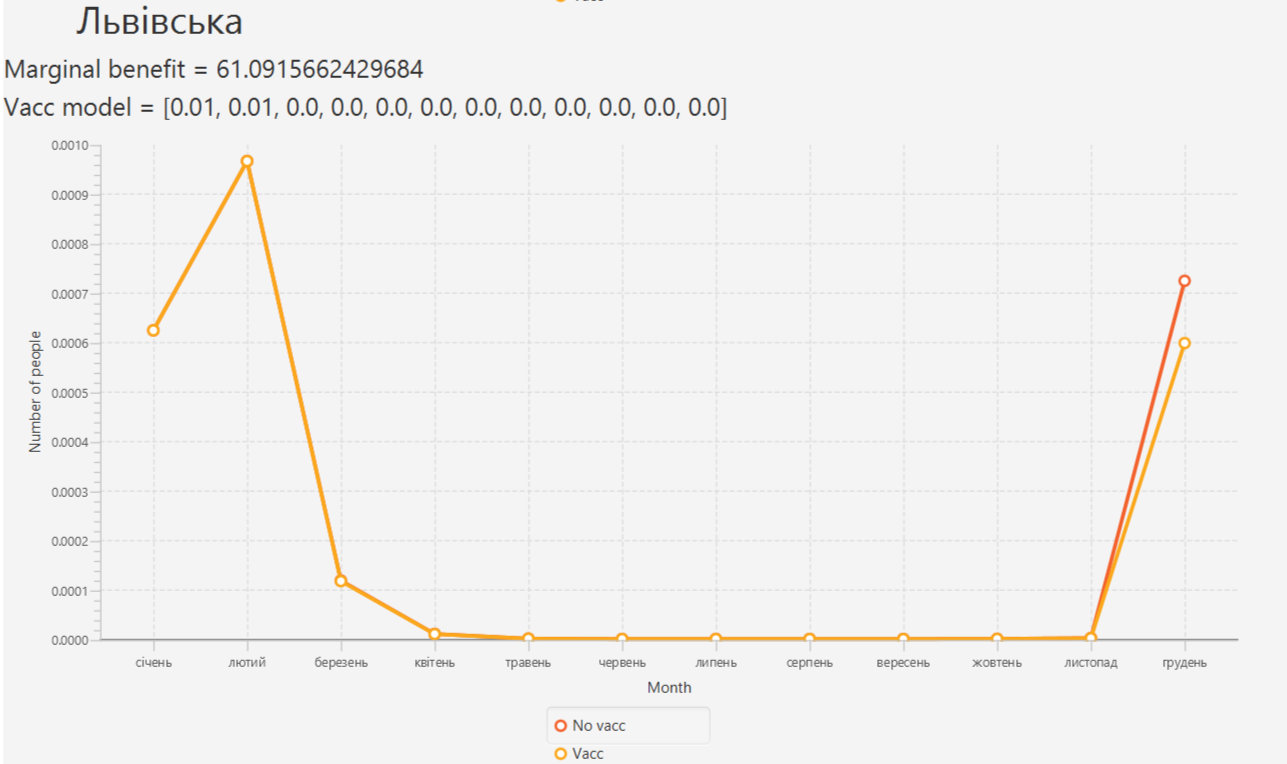 Львівська
Marginal benefit = 61.0915662429684
Vacc model = [0.01, 0.01, 0.0, 0.0, 0.0, 0.0, 0.0, 0.0, 0.0, 0.0, 0.0, 0.0]
0.0010
0.0009
0.0008
0.0007
0.0006
0.0005
0.0004
0.0003
0.0002
0.0001
0.0000
Number of people
січень лютий березень квітень травень червень липень серпень вересень жовтень листопад грудень
Month
No vacc
Vacc